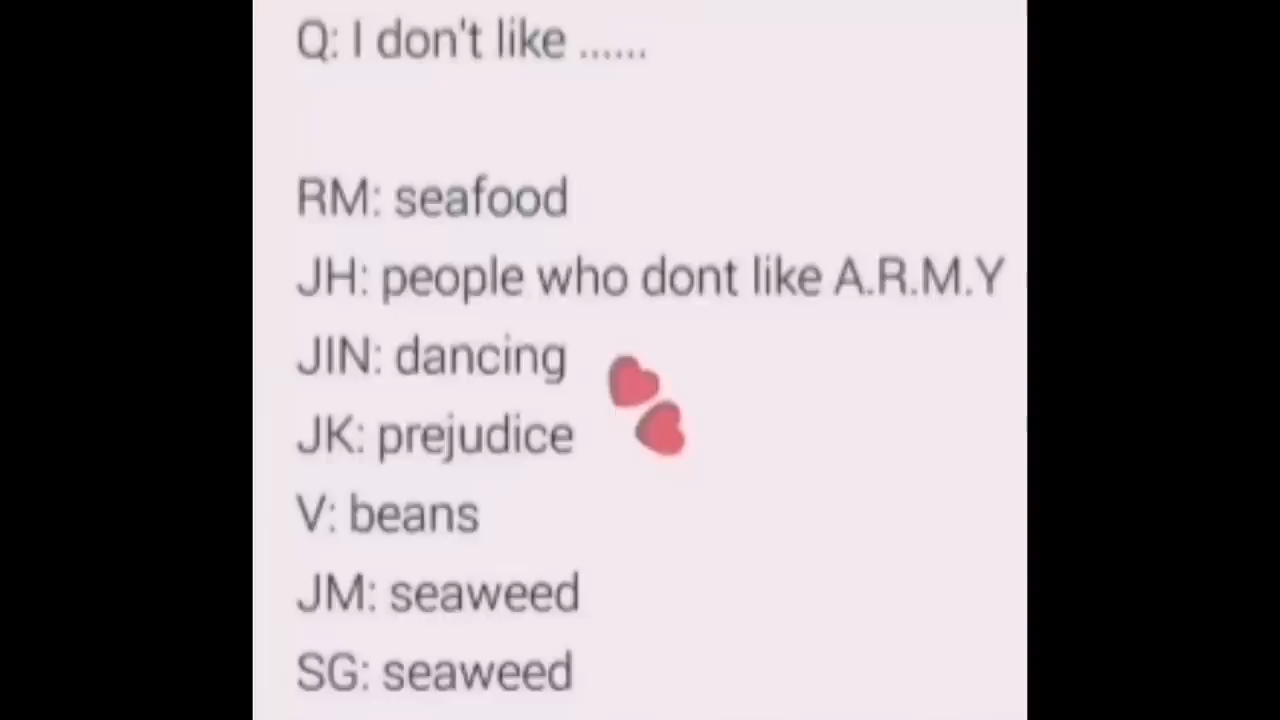 Q: I don't like ......
RM: seafood
JH: people who dont like A.R.M.Y
JIN: dancing
JK: prejudice
V: beans
JM: seaweed
SG: seaweed